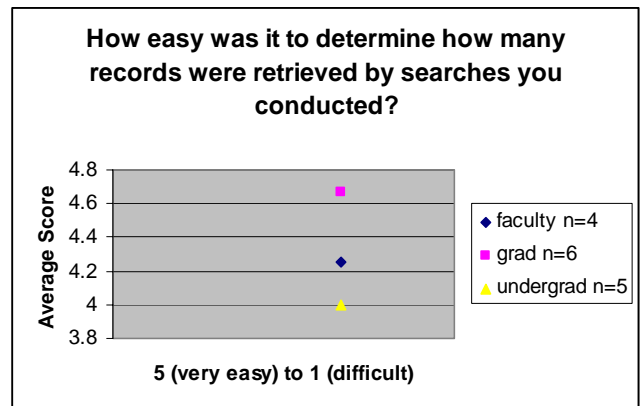 How easy was it to determine how many
records were retrieved by searches you
conducted?
4.8
4.6
4.4
4.2
4
3.8
Average Score
5 (very easy) to 1 (difficult)
faculty n=4
grad n=6
undergrad n=5